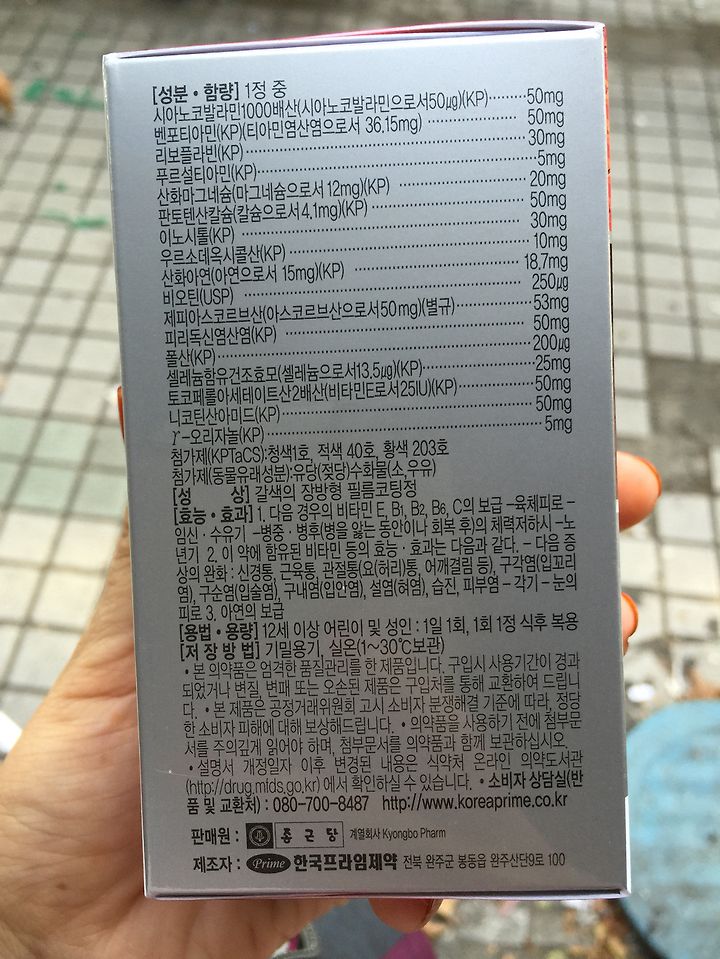 [성분 · 함량] 1정 중
시아노코발라민1000배산(시아노코발라민으로서50㎍)(KP)·········50mg
벤포티아민(KP)(티아민염산염으로서 36.15mg) ·················· 50mg
리보플라빈(KP)·················· 30mg
푸르설티아민(KP)·················· 5mg
산화마그네슘(마그네슘으로서12mg)(KP) ·················· 20mg
판토텐산칼슘(칼슘으로서4.1mg)(KP)·················· 50mg
이노시톨(KP) ·················· 30mg
우르소데옥시콜산(KP) ·················· 10mg
산화아연(아연으로서 15mg)(KP) ·················· 18.7mg
비오틴(USP) ·················· 250㎍
제피아스코르브산(아스코르브산으로서50mg)(별규)·················· 53mg
피리독신염산염(KP)·················· 50mg
폴산(KP)·················· 200㎍
셀레늄함유건조효모(셀레늄으로서13.5㎍)(KP)·················· 25mg
토코페롤아세테이트산2배산(비타민E로서25IU)(KP)·················· 50mg
니코틴산아미드(KP)·················· 50mg
γ-오리자놀(KP)·················· 5mg
첨가제(KPTaCS):청색1호, 적색 40호, 황색 203호
첨가제(동물유래성분):유당(젖당)수화물(소,우유)
[성 상] 갈색의 장방형 필름코팅정
[효능 · 효과] 1. 다음 경우의 비타민 E, B1, B2, B6, C의 보급 –육체피로 –
임신 · 수유기 –병중 · 병후(병을 앓는 동안이나 회복 후)의 체력저하시 –노
년기 2. 이 약에 함유된 비타민 등의 효능 · 효과는 다음과 같다. – 다음 증
상의 완화 : 신경통, 근육통, 관절통(요(허리)통, 어깨결림 등), 구각염(입꼬리
염), 구순염(입술염), 구내염(입안염), 설염(혀염), 습진, 피부염 – 각기 – 눈의
피로 3. 아연의 보급
[용법 · 용량] 12세 이상 어린이 및 성인 : 1일 1회, 1회 1정 식후 복용
[저 장 방 법] 기밀용기, 실온(1~30℃보관)
• 본 의약품은 엄격한 품질관리를 한 제품입니다. 구입시 사용기간이 경과
되었거나 변질, 변패 또는 오손된 제품은 구입처를 통해 교환하여 드립니
다. • 본 제품은 공정거래위원회 고시 소비자 분쟁해결 기준에 따라, 정당
한 소비자 피해에 대해 보상해드립니다. • 의약품을 사용하기 전에 첨부문
서를 주의깊게 읽어야 하며, 첨부문서를 의약품과 함께 보관하십시오.
• 설명서 개정일자 이후 변경된 내용은 식약처 온라인 의약도서관
(http://drug.mfds.go.kr) 에서 확인하실 수 있습니다. • 소비자 상담실(반
품 및 교환처) : 080-700-8487 http://www.koreaprime.co.kr
판매원 : 종근당 계열회사 Kyongbo Pharm
제조자 : Prime 한국프라임제약 전북 완주군 봉동읍 완주산단9로 100